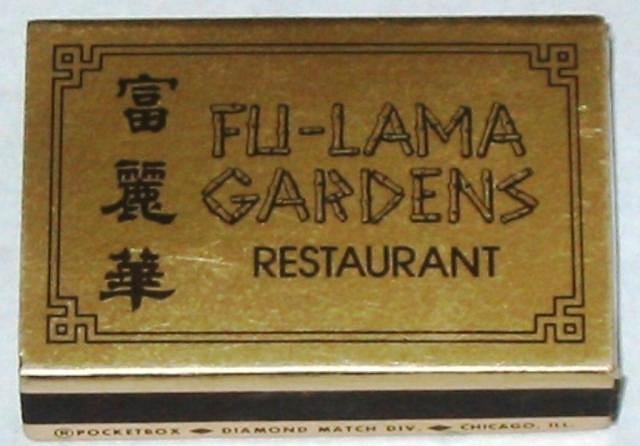 富麗華
FU-LAMA
GARDENS
RESTAURANT
®POCKETBOX ◆ DIAMOND MATCH DIV. ◆ CHICAGO, ILL.